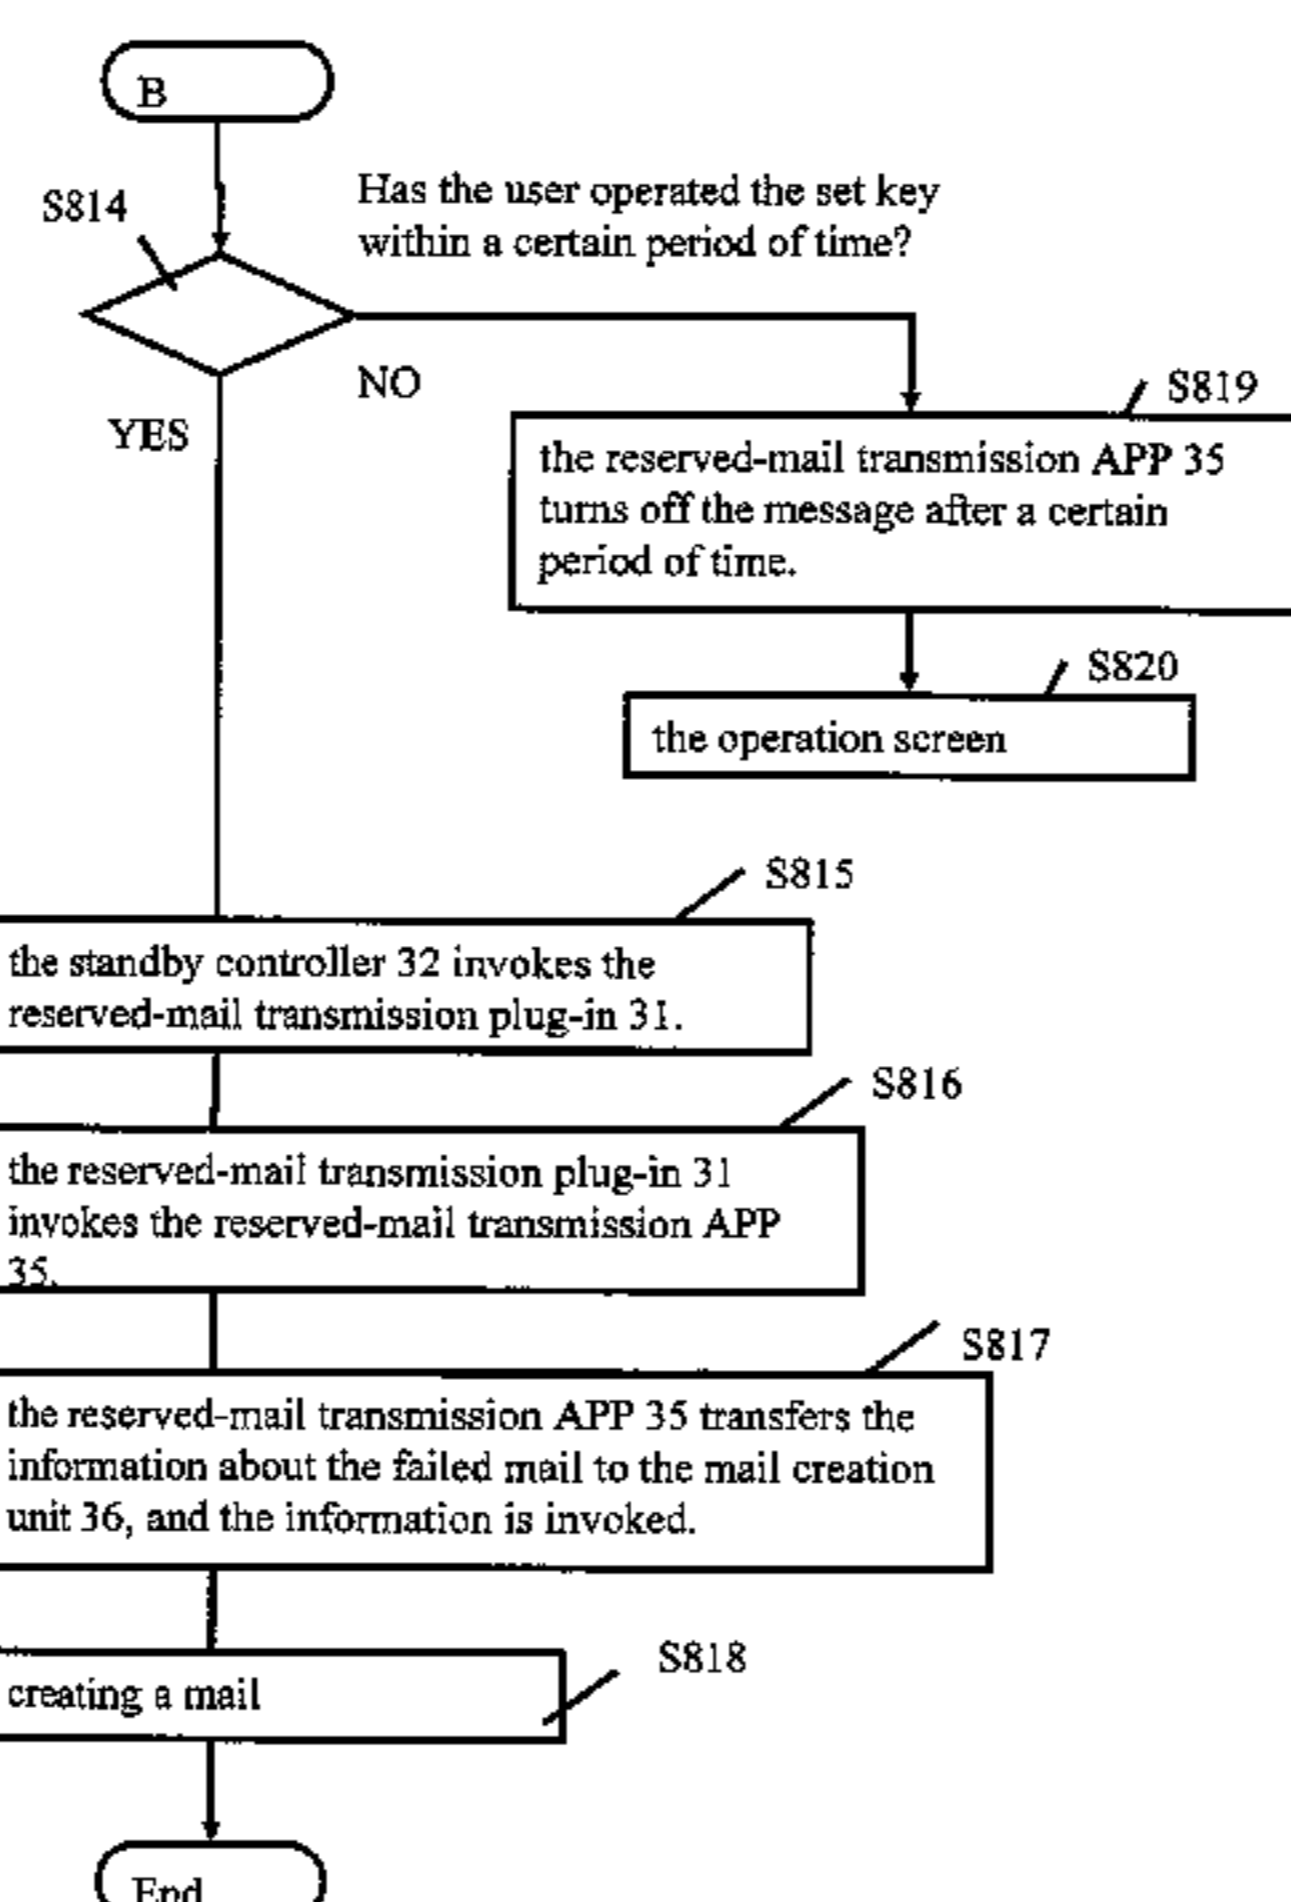 B
S814
Has the user operated the set key
within a certain period of time?
NO
YES
S819
the reserved-mail transmission APP 35
turns off the message after a certain
period of time.
S820
the operation screen
S815
the standby controller 32 invokes the
reserved-mail transmission plug-in 31.
S816
the reserved-mail transmission plug-in 31
invokes the reserved-mail transmission APP
35.
S817
the reserved-mail transmission APP 35 transfers the
information about the failed mail to the mail creation
unit 36, and the information is invoked.
S818
creating a mail
End